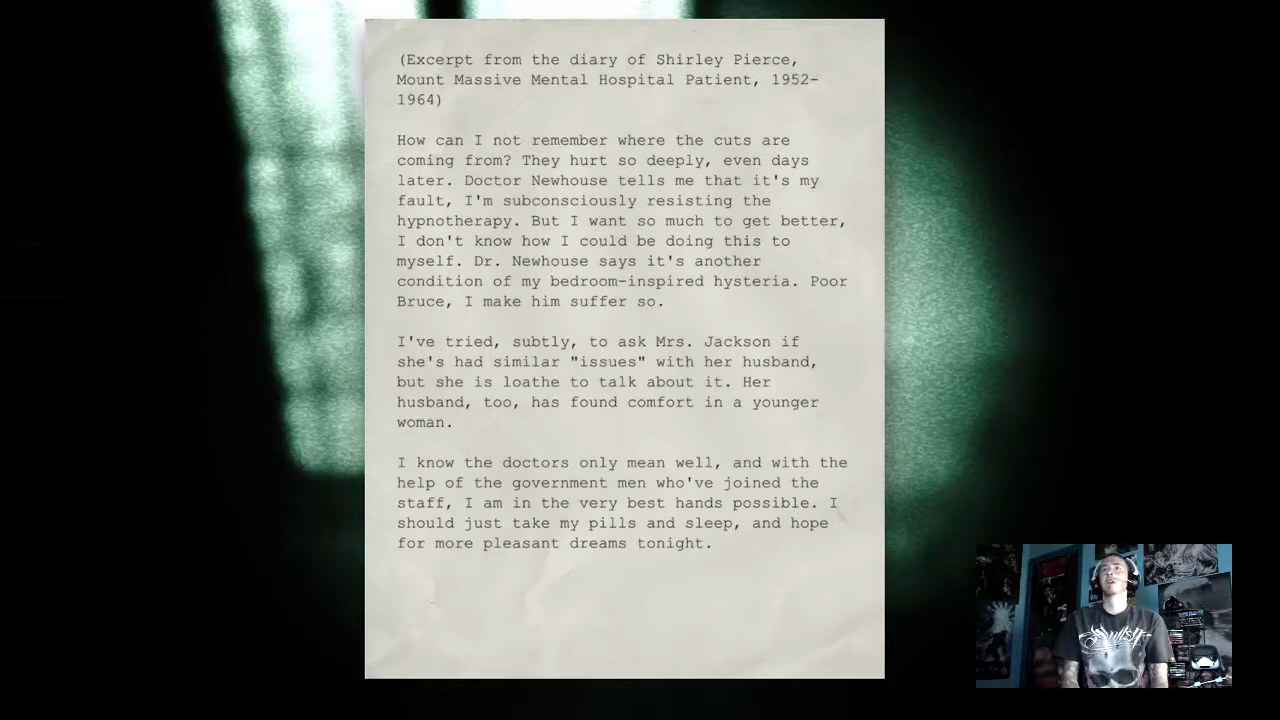 (Excerpt from the diary of Shirley Pierce,
Mount Massive Mental Hospital Patient, 1952-
1964)
How can I not remember where the cuts are
coming from? They hurt so deeply, even days
later. Doctor Newhouse tells me that it's my
fault, I'm subconsciously resisting the
hypnotherapy. But I want so much to get better,
I don't know how I could be doing this to
myself. Dr. Newhouse says it's another
condition of my bedroom-inspired hysteria. Poor
Bruce, I make him suffer so.
I've tried, subtly, to ask Mrs. Jackson if
she's had similar "issues" with her husband,
but she is loathe to talk about it. Her
husband, too, has found comfort in a younger
woman.
I know the doctors only mean well, and with the
help of the government men who've joined the
staff, I am in the very best hands possible. I
should just take my pills and sleep, and hope
for more pleasant dreams tonight.